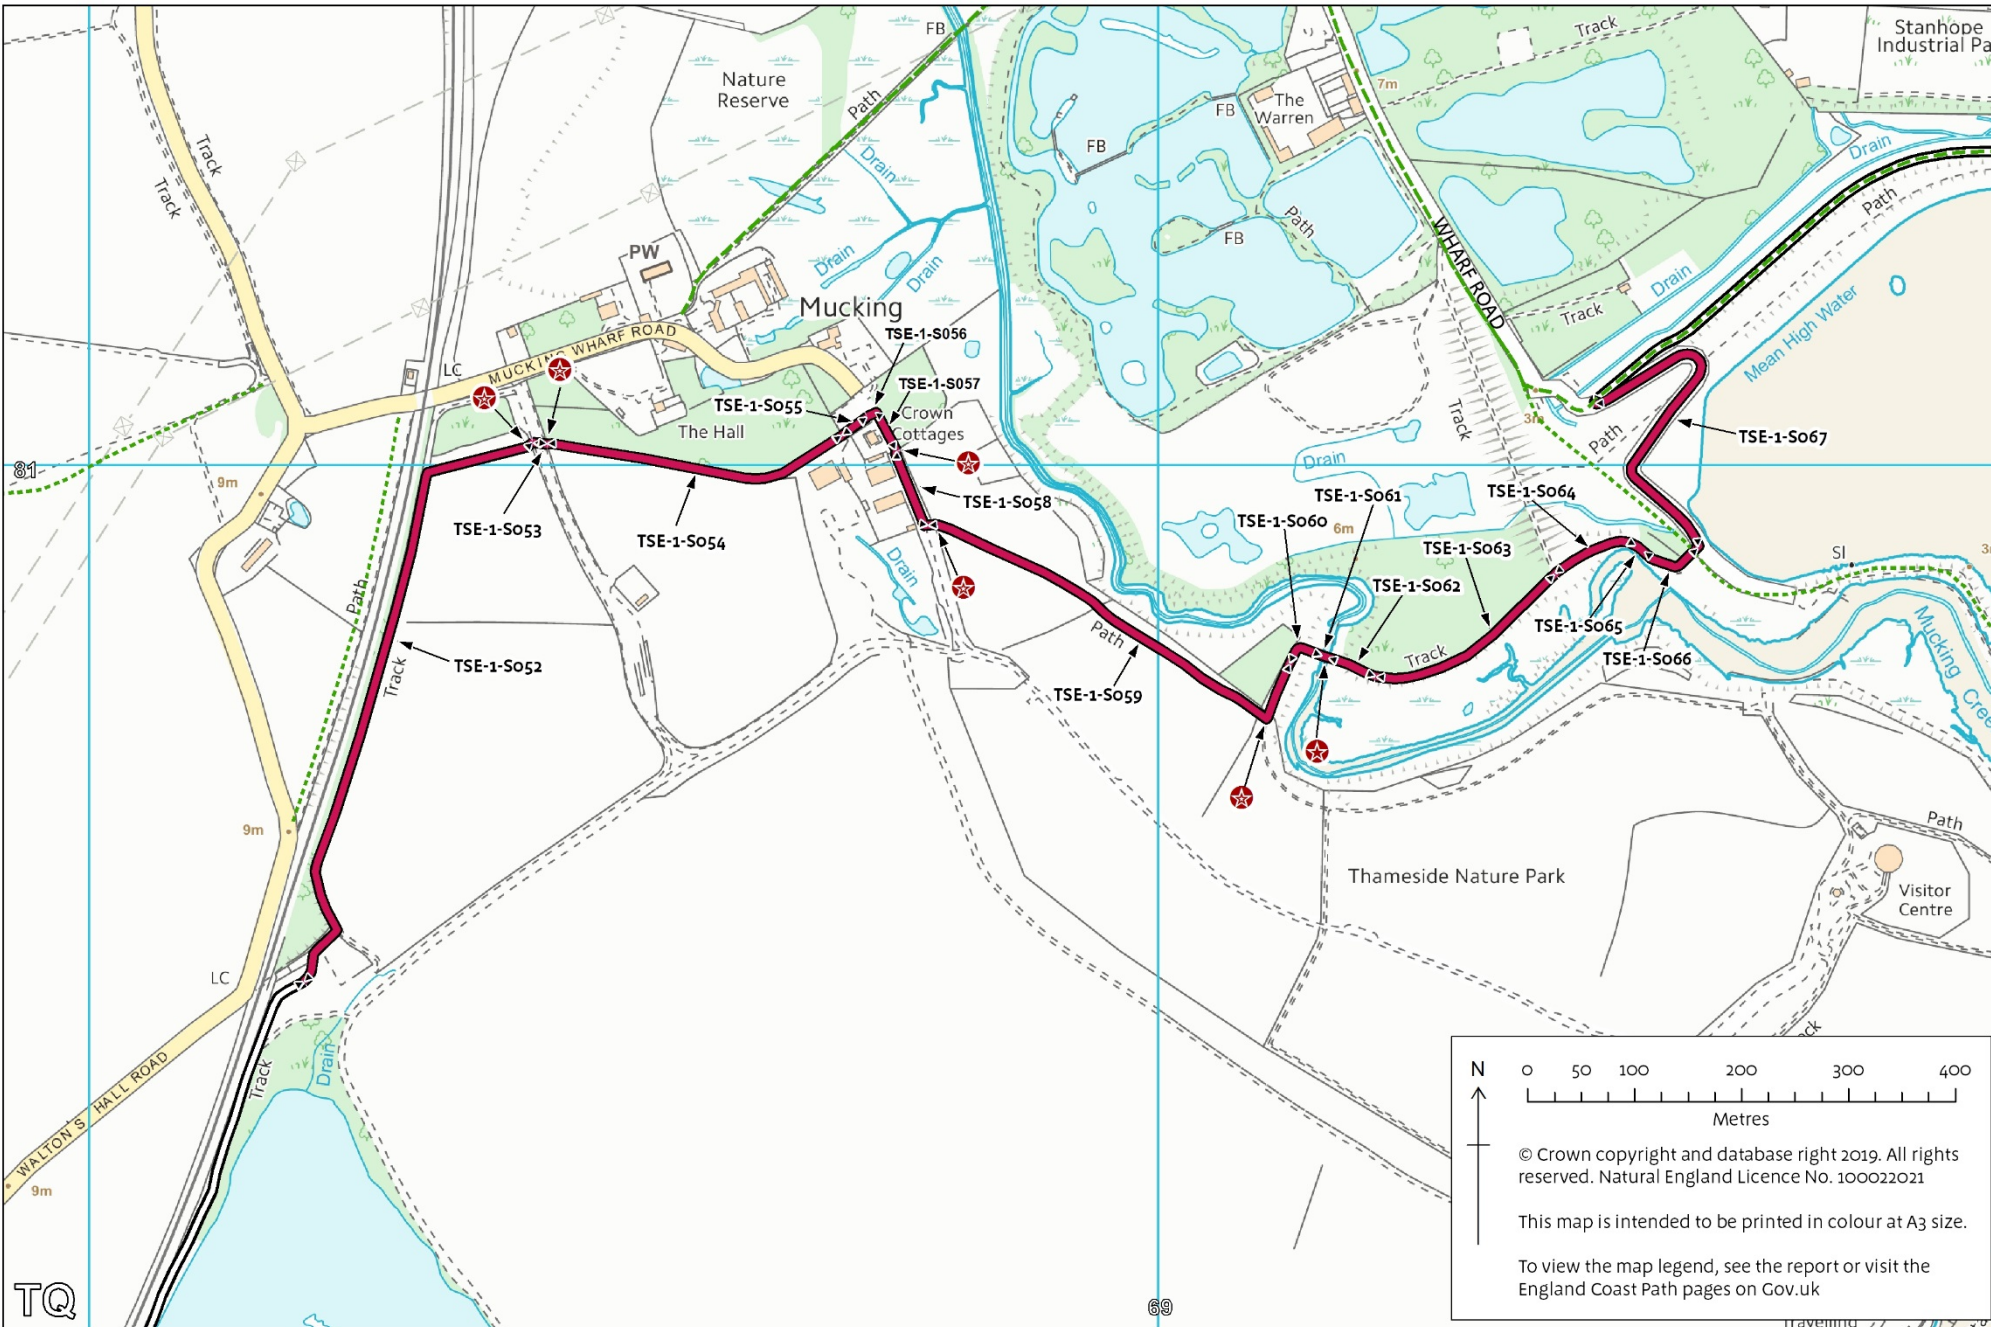 FB
Nature
Reserve
Path
Track
Track
Drain
Drain
Drain
PW
Mucking
MUCKING WHARF ROAD
LC
FB
FB
FB
The
Warren
Path
7m
Track
Stanhope
Industrial Pa
WHARF ROAD
Drain
Path
Drain
Track
Mean High Water
TSE-1-S056
TSE-1-S057
TSE-1-S055
Crown
Cottages
The Hall
81
9m
TSE-1-S053
TSE-1-S054
TSE-1-S058
Drain
Path
Track
TSE-1-S052
Path
TSE-1-S059
Drain
TSE-1-S061
TSE-1-S060
6m
TSE-1-S064
TSE-1-S063
TSE-1-S062
Track
Track
3m
Path
TSE-1-S067
TSE-1-S065
TSE-1-S066
SI
3
Mucking Cree
9m
LC
WALTON S HALL ROAD
9m
Track
Drain
Thameside Nature Park
Path
Visitor
Centre
ack
N
0 50 100 200 300 400
Metres
© Crown copyright and database right 2019. All rights
reserved. Natural England Licence No. 100022021
This map is intended to be printed in colour at A3 size.
To view the map legend, see the report or visit the
England Coast Path pages on Gov.uk
TQ
69